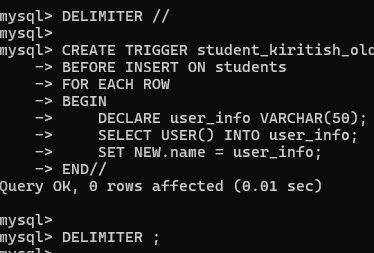 mysql> DELIMITER //
mysql>
mysql> CREATE TRIGGER student_kiritish_old
    -> BEFORE INSERT ON students
    -> FOR EACH ROW
    -> BEGIN
    ->     DECLARE user_info VARCHAR(50);
    ->     SELECT USER() INTO user_info;
    ->     SET NEW.name = user_info;
    -> END//
Query OK, 0 rows affected (0.01 sec)
mysql>
mysql> DELIMITER ;